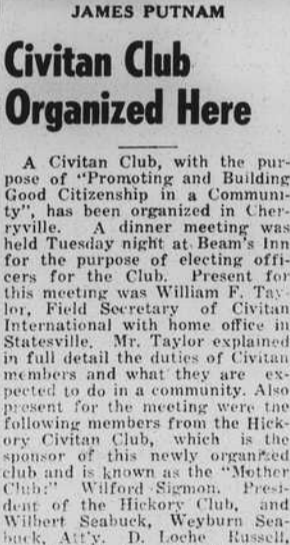 JAMES PUTNAM
Civitan Club
Organized Here
A Civitan Club, with the pur-
pose of "Promoting and Building
Good Citizenship in a Communi-
ty", has been organized in Cher-
ryville. A dinner meeting was
held Tuesday night at Beam's Inn
for the purpose of electing offi-
cers for the Club. Present for
this meeting was William F. Tay-
lor, Field Secretary of Civitan
International with home office in
Statesville. Mr. Taylor explained
in full detail the duties of Civitan
members and what they are ex-
pected to do in a community. Also
present for the meeting were the
following members from the Hick-
ory Civitan Club, which is the
sponsor of this newly organized
club and is known as the "Mother
Club:" Wilford Sigmon, Presi-
dent of the Hickory Club, and
Wilbert Seabuck, Weyburn Sea-
buck, Att'y. D. Loche Russell,